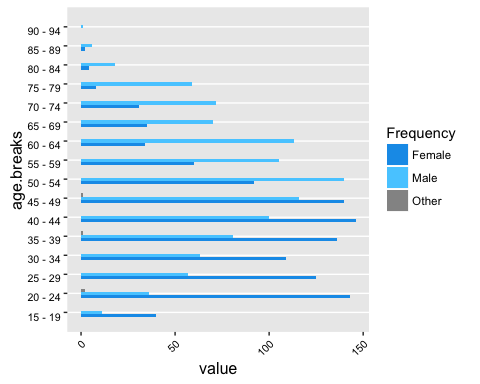 90 - 94
85 - 89
80 - 84
75 - 79
70 - 74
65 - 69
60 - 64
55 - 59
50 - 54
45 - 49
40 - 44
35 - 39
30 - 34
25 - 29
20 - 24
15 - 19
age.breaks
0
50
100
150
value
Frequency
Female
Male
Other